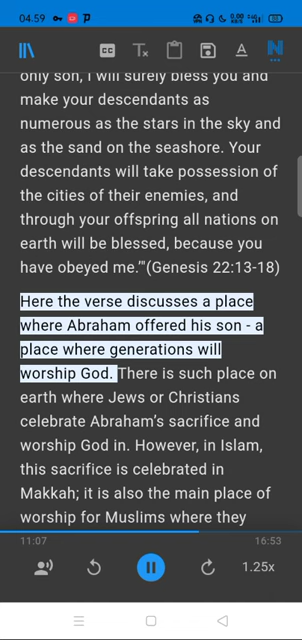 04.59
0,00
KB/S
CC
only son, I will surely bless you and
make your descendants as
numerous as the stars in the sky and
as the sand on the seashore. Your
descendants will take possession of
the cities of their enemies, and
through your offspring all nations on
earth will be blessed, because you
have obeyed me.’"(Genesis 22:13-18)
Here the verse discusses a place
where Abraham offered his son - a
place where generations will
worship God. There is such place on
earth where Jews or Christians
celebrate Abraham’s sacrifice and
worship God in. However, in Islam,
this sacrifice is celebrated in
Makkah; it is also the main place of
worship for Muslims where they
11:07
16:53
1.25x